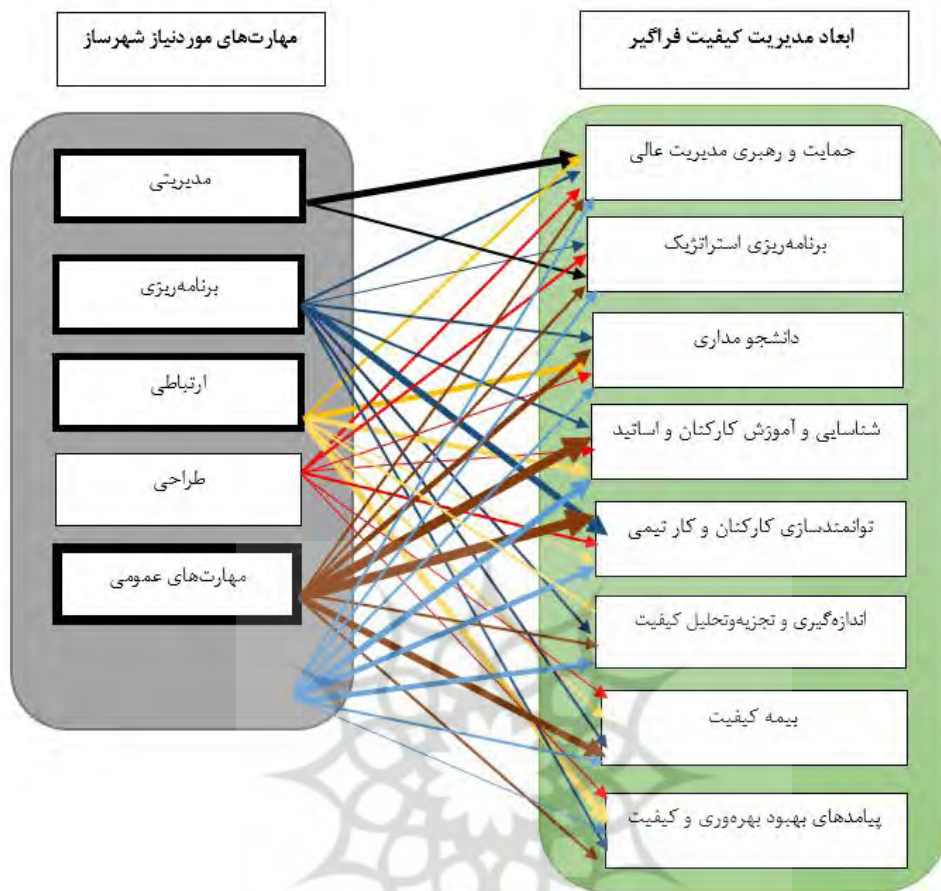 ابعاد مدیریت کیفیت فراگیر
حمایت و رهبری مدیریت عالی
برنامه‌ریزی استراتژیک
دانشجو مداری
شناسایی و آموزش کارکنان و اساتید
توانمندسازی کارکنان و کار تیمی
اندازه‌گیری و تجزیه‌وتحلیل کیفیت
بیمه کیفیت
پیامدهای بهبود بهره‌وری و کیفیت
مهارت‌های موردنیاز شهرساز
مدیریتی
برنامه‌ریزی
ارتباطی
طراحی
مهارت‌های عمومی